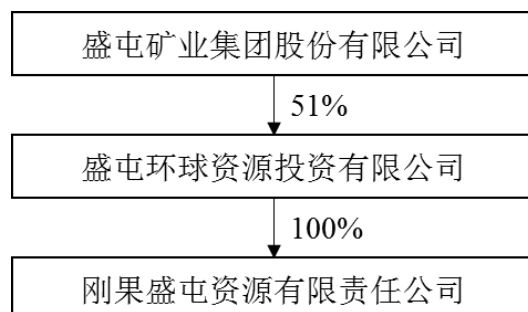 盛屯矿业集团股份有限公司
51%
盛屯环球资源投资有限公司
100%
刚果盛屯资源有限责任公司